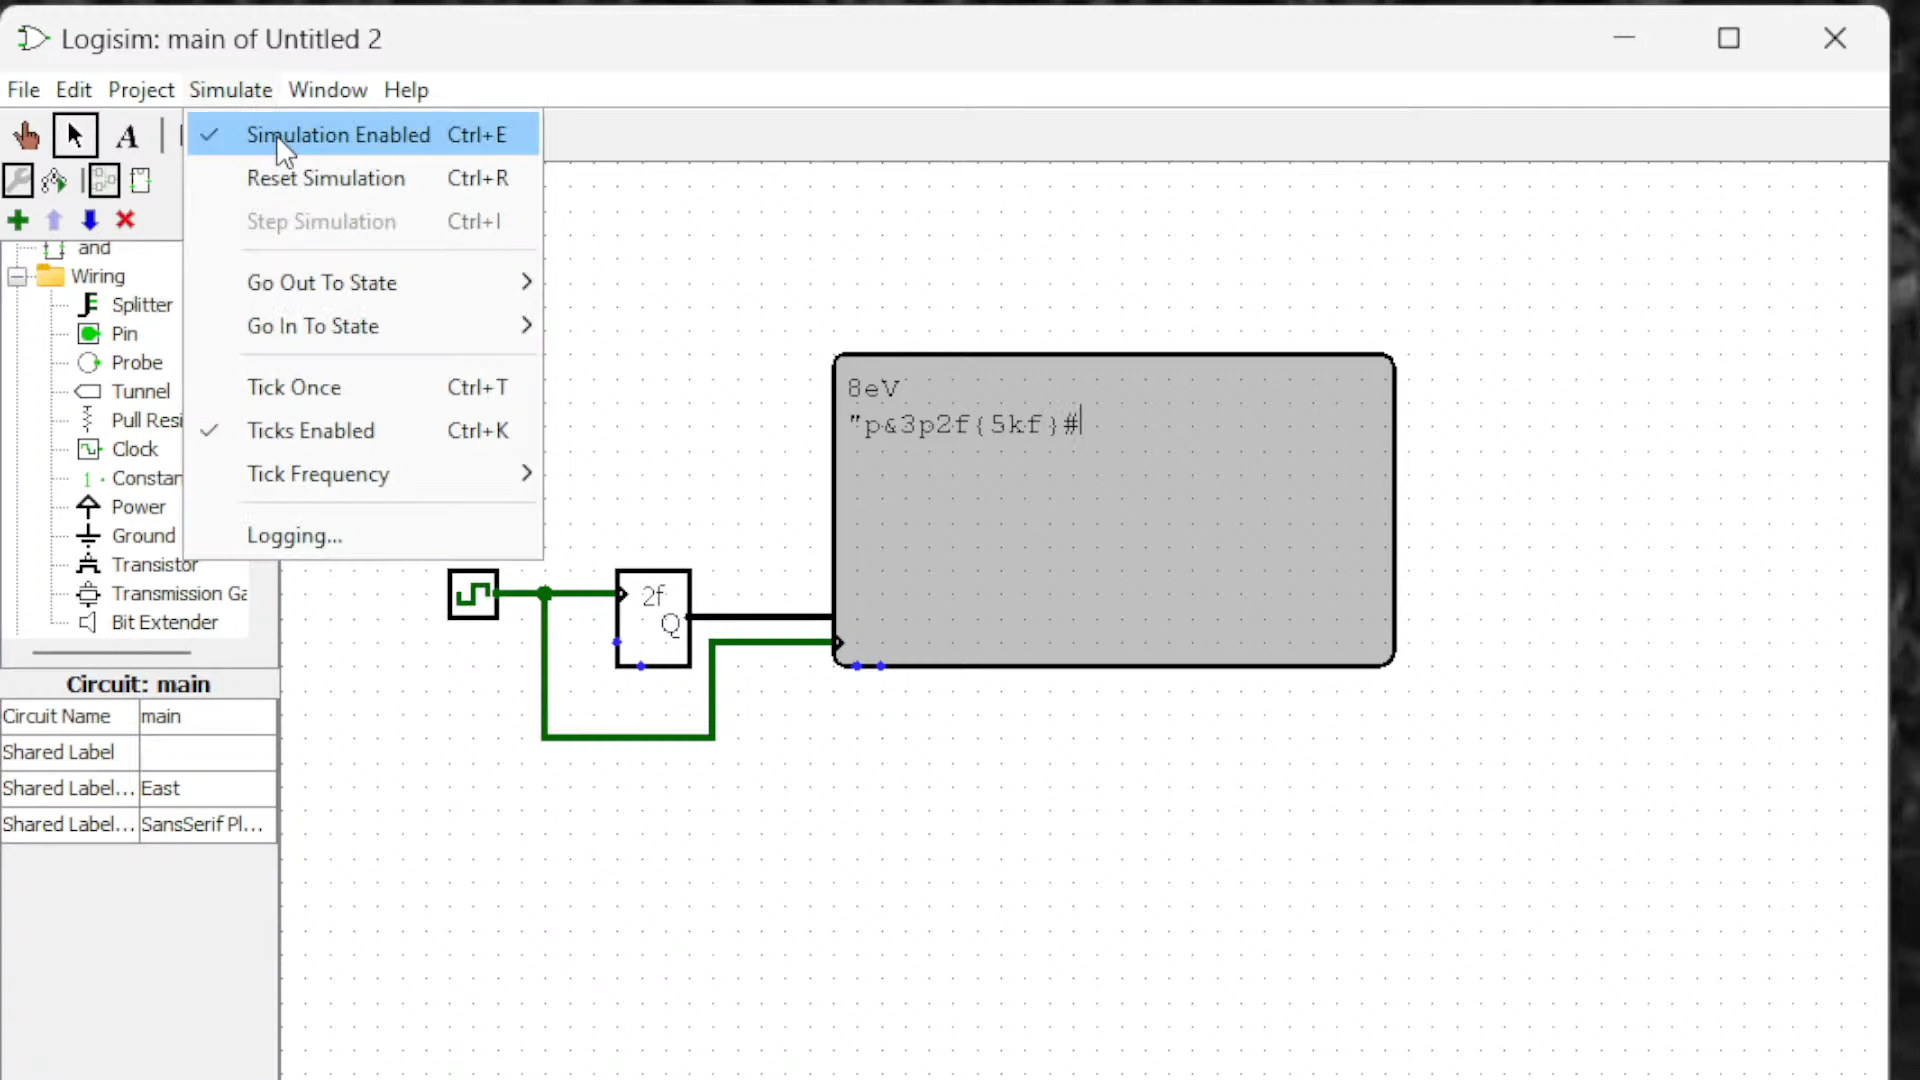 Logisim: main of Untitled 2
File Edit Project Simulate Window Help
A
Simulation Enabled Ctrl+E
Reset Simulation Ctrl+R
Step Simulation Ctrl+I
Go Out To State
Go In To State
Tick Once Ctrl+T
Ticks Enabled Ctrl+K
Tick Frequency
Logging...
and
Wiring
Splitter
Pin
Probe
Tunnel
Pull Resi
Clock
1 Constan
Power
Ground
Transistor
Transmission Ga
Bit Extender
Circuit: main
Circuit Name main
Shared Label
Shared Label... East
Shared Label... SansSerif Pl...
8eV
"p&3p2f{5kf}#
2f
Q